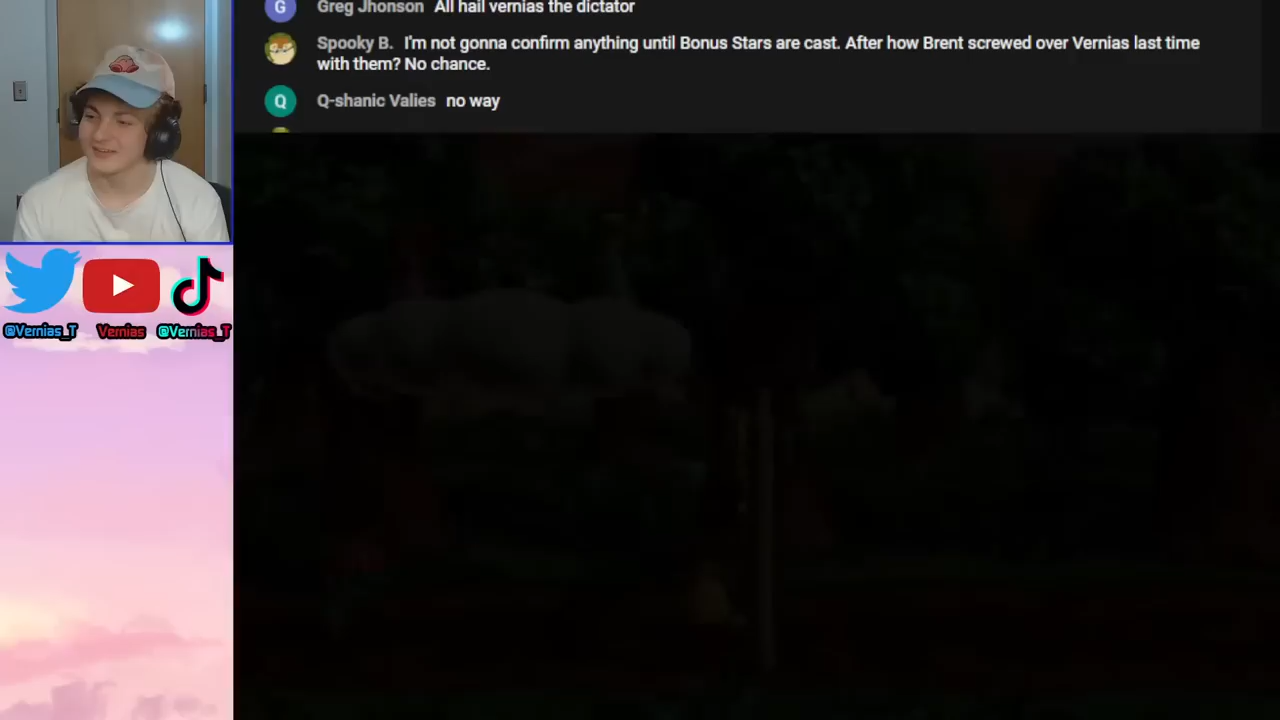 G Greg Jhonson All hail vernias the dictator
Spooky B. I'm not gonna confirm anything until Bonus Stars are cast. After how Brent screwed over Vernias last time
with them? No chance.
Q Q-shanic Valies no way
@Vernias_T Vernias @Vernias_T